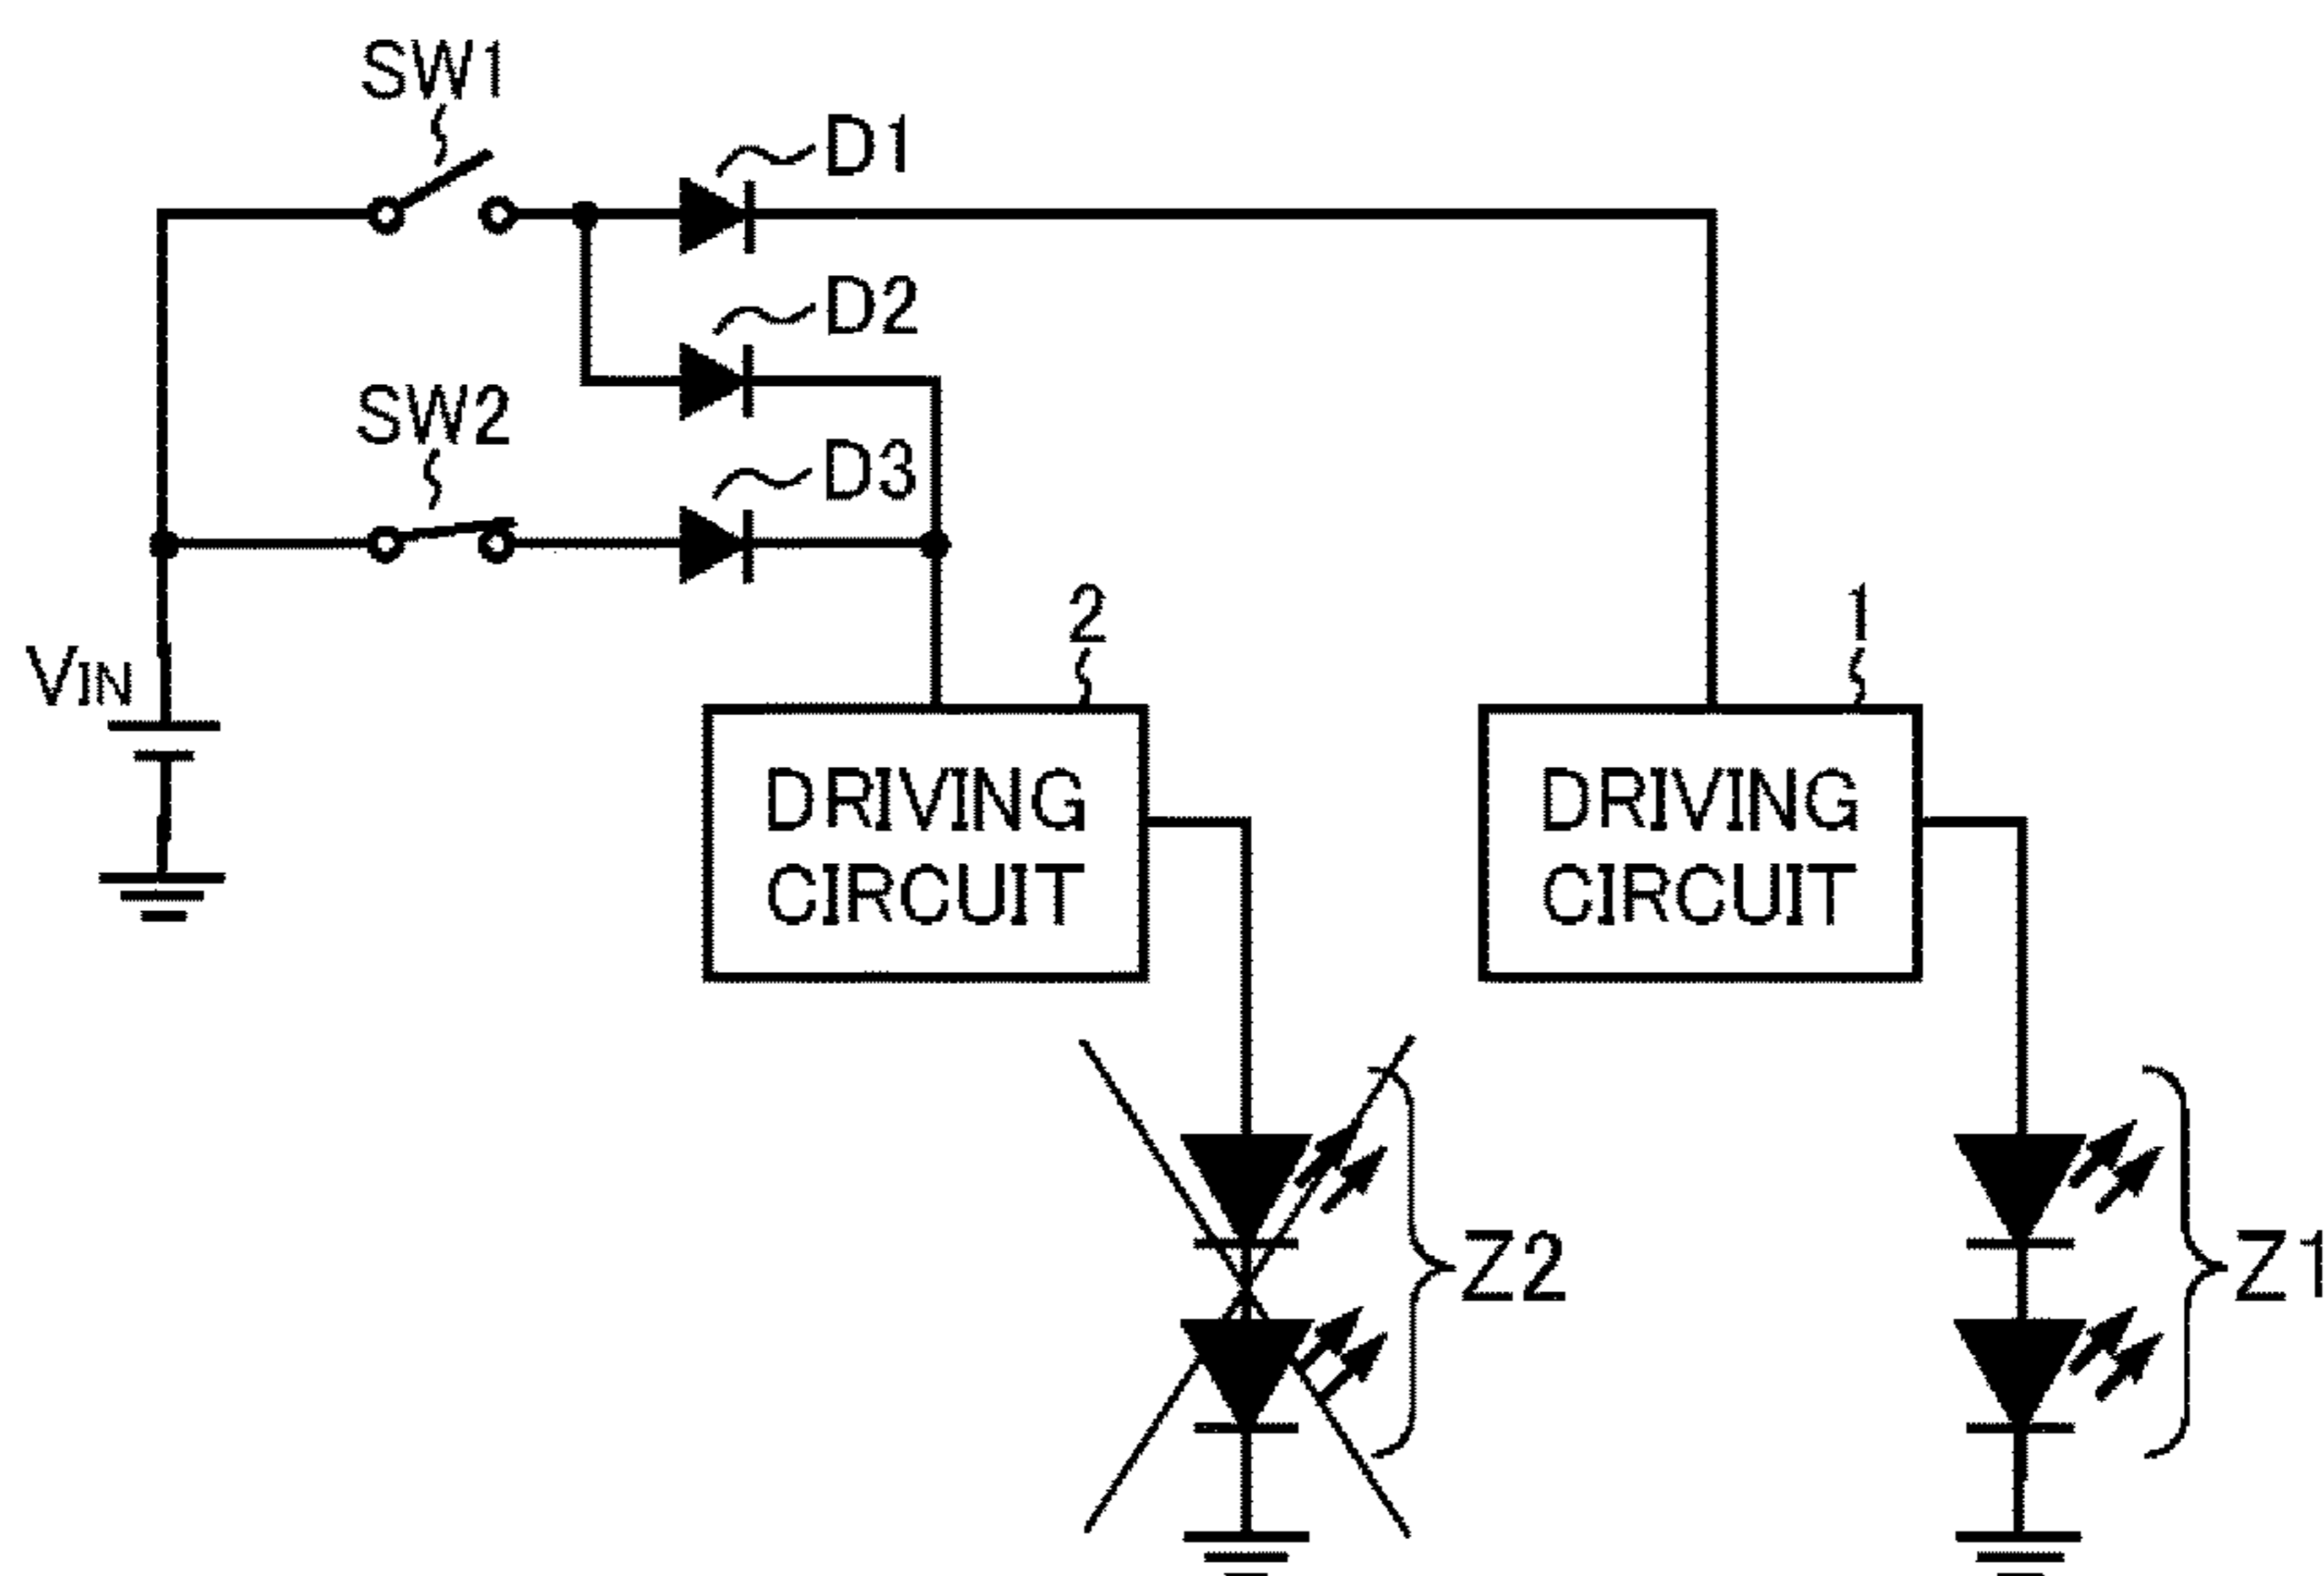 SW1
D1
D2
SW2
D3
2
1
VIN
DRIVING
CIRCUIT
DRIVING
CIRCUIT
Z2
Z1